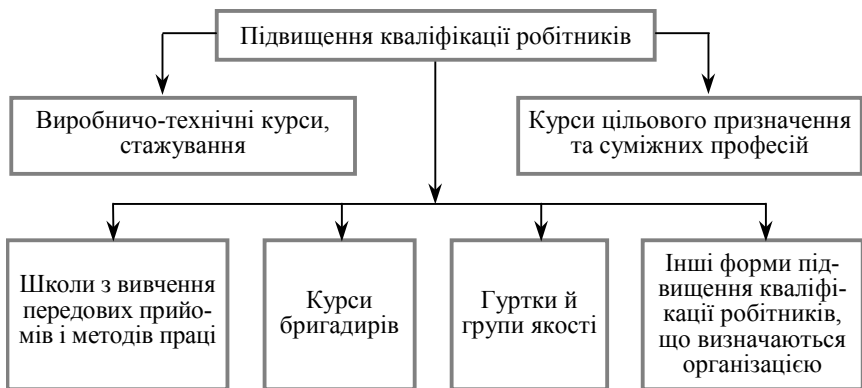 Підвищення кваліфікації робітників
Виробничо-технічні курси,
стажування
Курси цільового призначення
та суміжних професій
Школи з вивчення
передових прийо-
мів і методів праці
Курси
бригадирів
Гуртки й
групи якості
Інші форми під-
вищення кваліфі-
кації робітників,
що визначаються
організацією